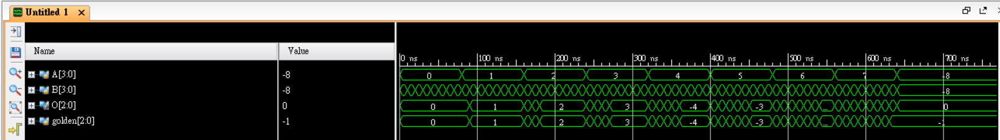 Untitled 1
Name Value
0 ns 100 ns 200 ns 300 ns 400 ns 500 ns 600 ns 700 ns
A[3:0] -8 0 1 2 3 4 5 6 7 -8
B[3:0] -8 -8
O[2:0] 0 0 1 2 3 -4 -3 ... 0
golden[2:0] -1 0 1 2 3 -4 -3 ... -1